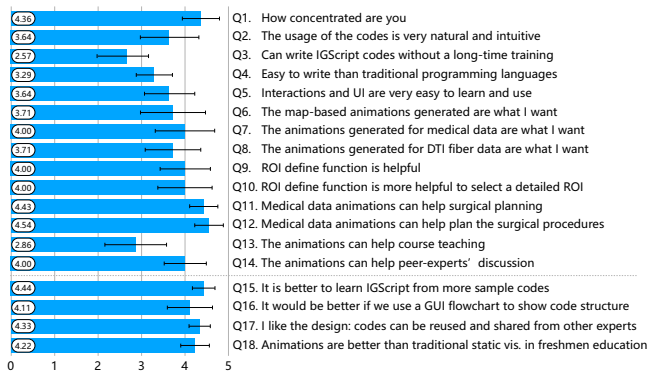 4.36 Q1. How concentrated are you
3.64 Q2. The usage of the codes is very natural and intuitive
2.57 Q3. Can write IGScript codes without a long-time training
3.29 Q4. Easy to write than traditional programming languages
3.64 Q5. Interactions and UI are very easy to learn and use
3.71 Q6. The map-based animations generated are what I want
4.00 Q7. The animations generated for medical data are what I want
3.71 Q8. The animations generated for DTI fiber data are what I want
4.00 Q9. ROI define function is helpful
4.00 Q10. ROI define function is more helpful to select a detailed ROI
4.43 Q11. Medical data animations can help surgical planning
4.54 Q12. Medical data animations can help plan the surgical procedures
2.86 Q13. The animations can help course teaching
4.00 Q14. The animations can help peer-experts' discussion
4.44 Q15. It is better to learn IGScript from more sample codes
4.11 Q16. It would be better if we use a GUI flowchart to show code structure
4.33 Q17. I like the design: codes can be reused and shared from other experts
4.22 Q18. Animations are better than traditional static vis. in freshmen education
0 1 2 3 4 5